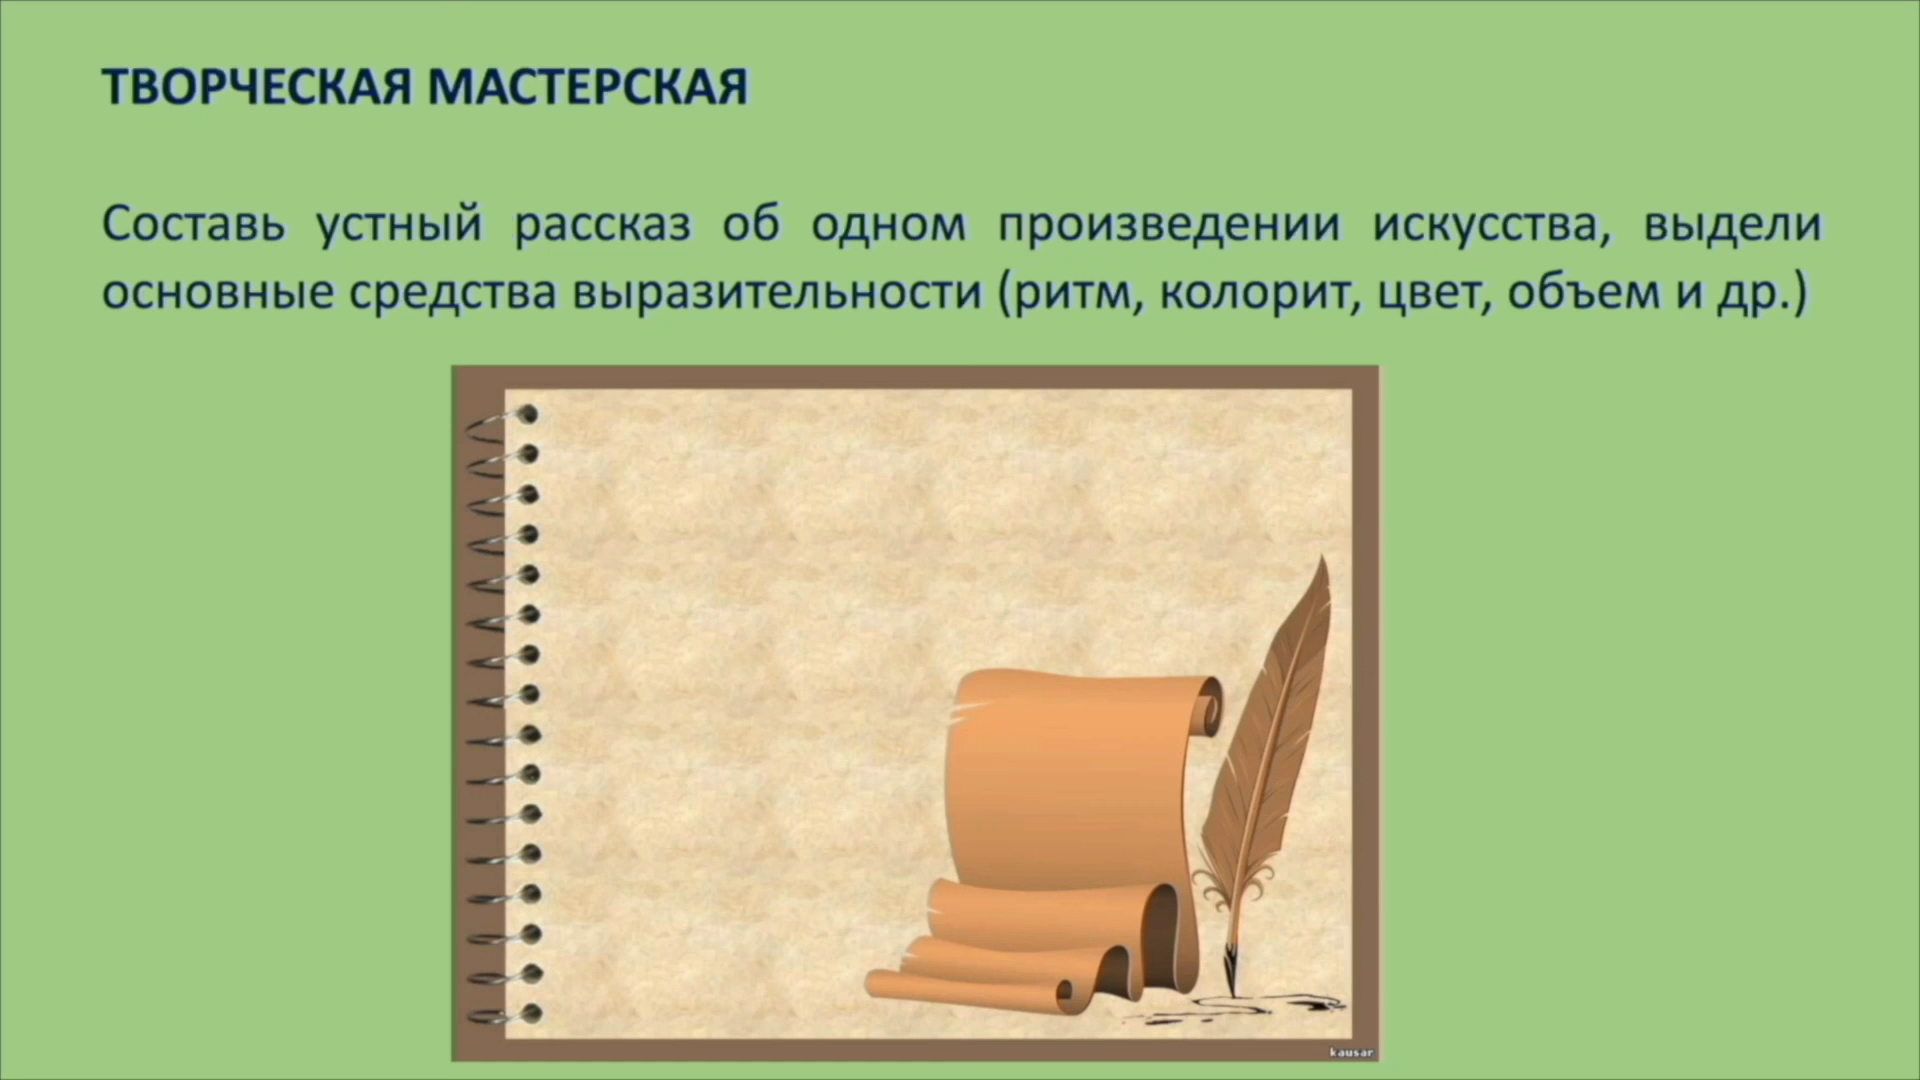 ТВОРЧЕСКАЯ МАСТЕРСКАЯ
Составь устный рассказ об одном произведении искусства, выдели
основные средства выразительности (ритм, колорит, цвет, объем и др.)
kausar